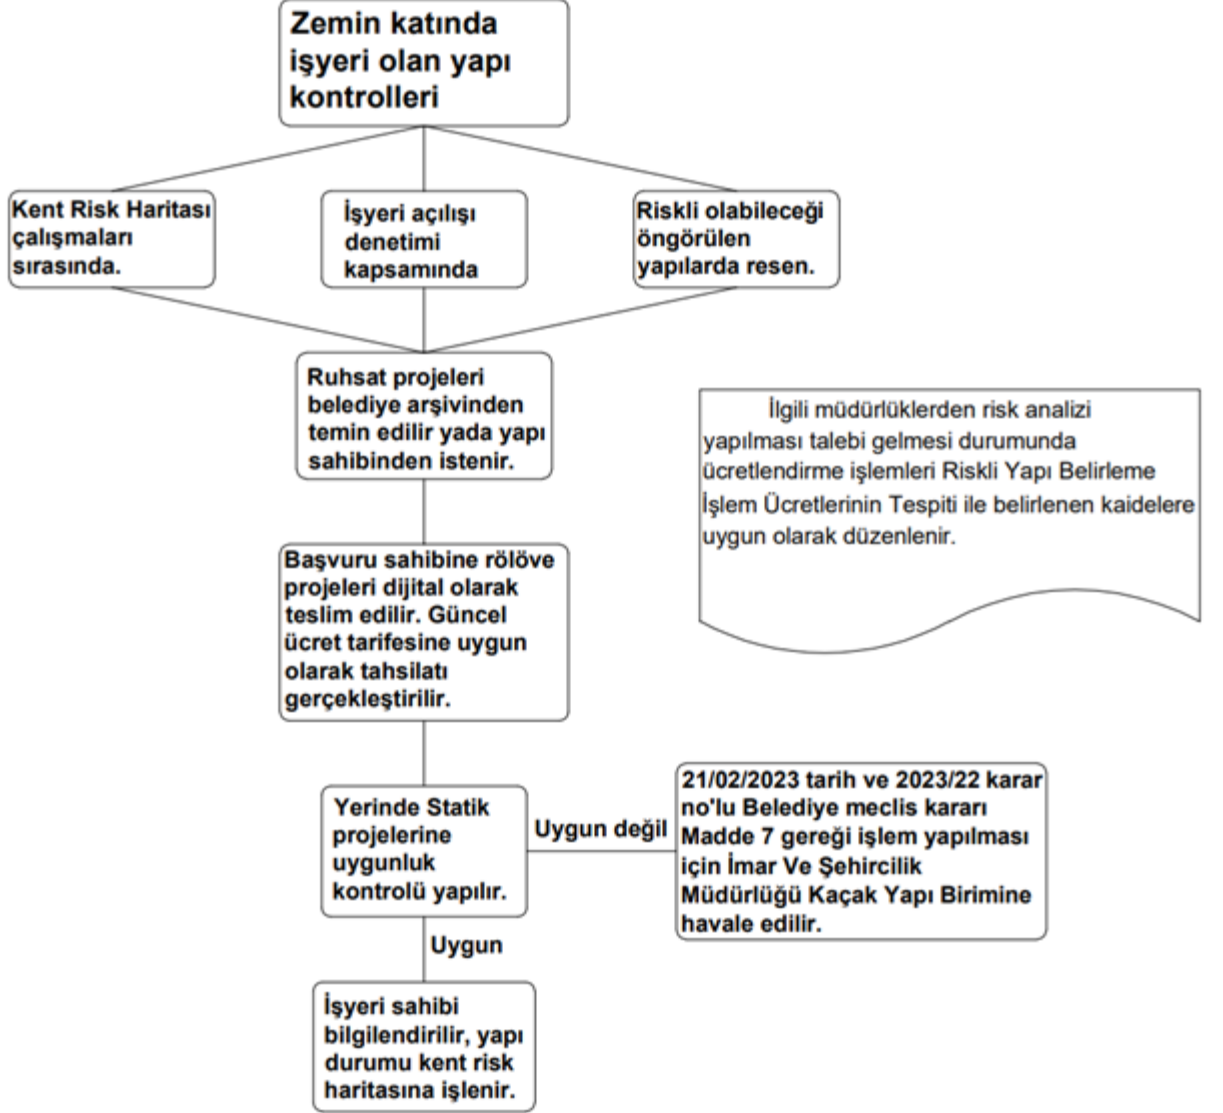 Zemin katında
işyeri olan yapı
kontrolleri
Kent Risk Haritası
çalışmaları
sırasında.
İşyeri açılışı
denetimi
kapsamında
Riskli olabileceği
öngörülen
yapılarda resen.
Ruhsat projeleri
belediye arşivinden
temin edilir yada yapı
sahibinden istenir.
İlgili müdürlüklerden risk analizi
yapılması talebi gelmesi durumunda
ücretlendirme işlemleri Riskli Yapı Belirleme
İşlem Ücretlerinin Tespiti ile belirlenen kaidelere
uygun olarak düzenlenir.
Başvuru sahibine rölöve
projeleri dijital olarak
teslim edilir. Güncel
ücret tarifesine uygun
olarak tahsilatı
gerçekleştirilir.
Yerinde Statik
projelerine
uygunluk
kontrolü yapılır.
Uygun değil
21/02/2023 tarih ve 2023/22 karar
no'lu Belediye meclis kararı
Madde 7 gereği işlem yapılması
için İmar Ve Şehircilik
Müdürlüğü Kaçak Yapı Birimine
havale edilir.
Uygun
İşyeri sahibi
bilgilendirilir, yapı
durumu kent risk
haritasına işlenir.